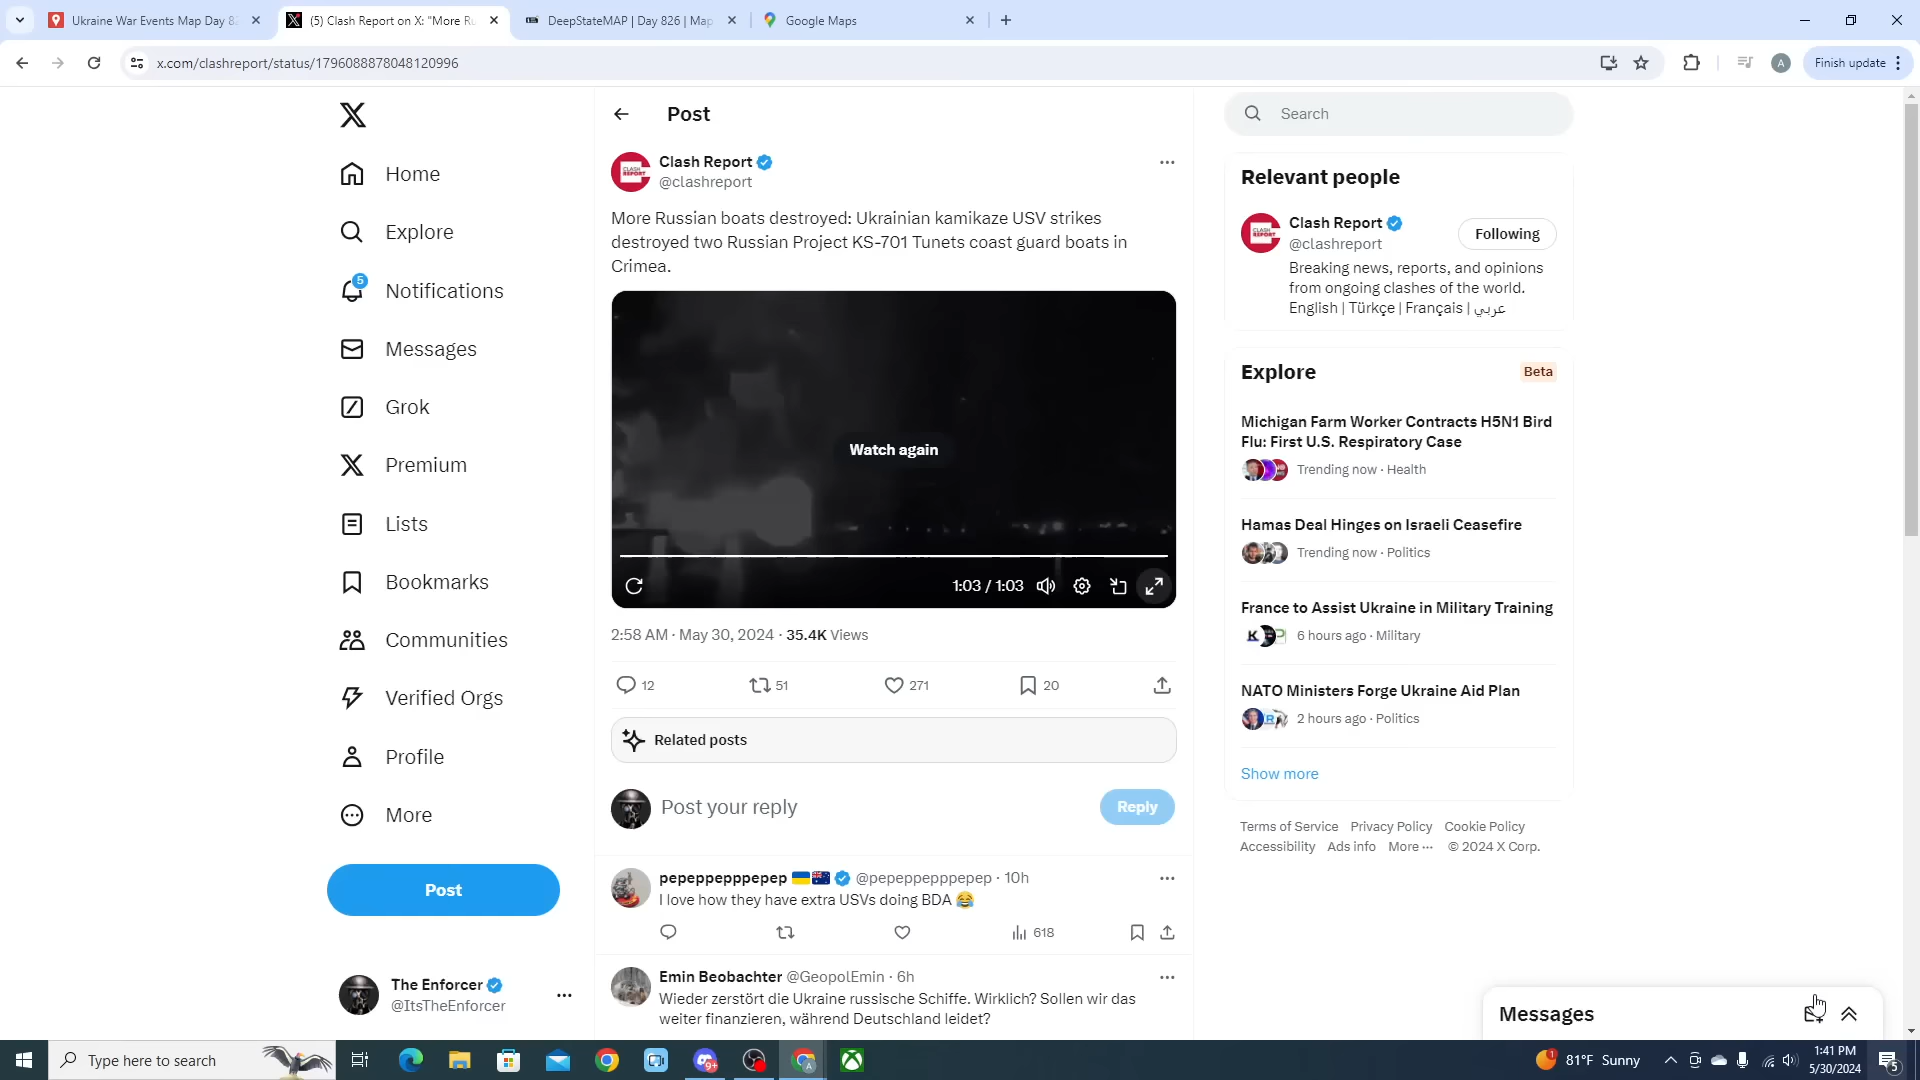 Ukraine War Events Map Day 82
(5) Clash Report on X: "More Ru
DeepStateMAP | Day 826 | Map
Google Maps
x.com/clashreport/status/1796088878048120996
A
Finish update
Home
Explore
5
Notifications
Messages
Grok
Premium
Lists
Bookmarks
Communities
Verified Orgs
Profile
More
Post
The Enforcer
@ItsTheEnforcer
Post
CLASH REPORT
Clash Report
@clashreport
More Russian boats destroyed: Ukrainian kamikaze USV strikes
destroyed two Russian Project KS-701 Tunets coast guard boats in
Crimea.
Watch again
1:03 / 1:03
2:58 AM · May 30, 2024 · 35.4K Views
12 51 271 20
Related posts
Post your reply
Reply
pepeppepppepep 🇺🇦🇦🇺 @pepeppepppepep · 10h
I love how they have extra USVs doing BDA 😂
618
Emin Beobachter @GeopolEmin · 6h
Wieder zerstört die Ukraine russische Schiffe. Wirklich? Sollen wir das
weiter finanzieren, während Deutschland leidet?
Search
Relevant people
CLASH REPORT
Clash Report
@clashreport
Following
Breaking news, reports, and opinions
from ongoing clashes of the world.
English | Türkçe | Français | عربي
Explore
Beta
Michigan Farm Worker Contracts H5N1 Bird
Flu: First U.S. Respiratory Case
Trending now · Health
Hamas Deal Hinges on Israeli Ceasefire
Trending now · Politics
France to Assist Ukraine in Military Training
6 hours ago · Military
NATO Ministers Forge Ukraine Aid Plan
2 hours ago · Politics
Show more
Terms of Service Privacy Policy Cookie Policy
Accessibility Ads info More ··· © 2024 X Corp.
Messages
Type here to search
9+
A
1
81°F Sunny
1:41 PM
5/30/2024
5